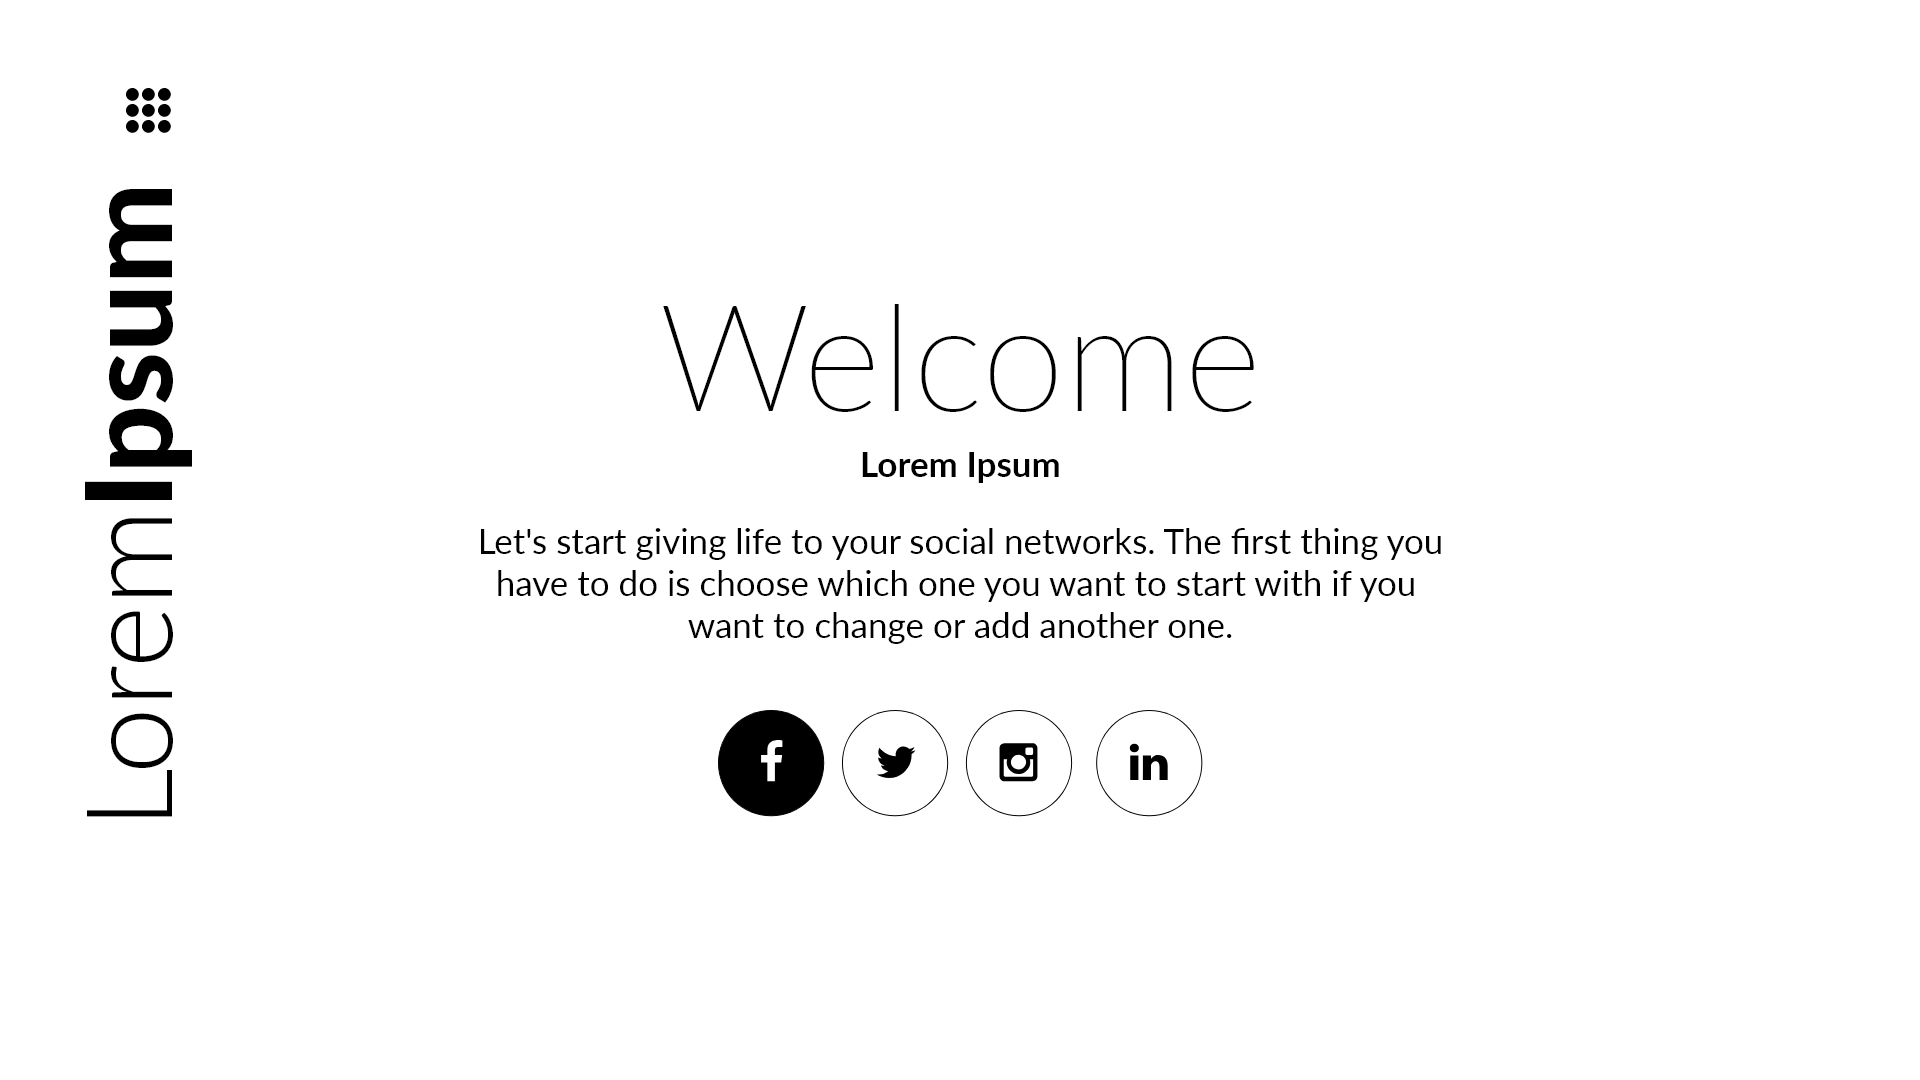 LoremIpsum
Welcome
Lorem Ipsum
Let's start giving life to your social networks. The first thing you
have to do is choose which one you want to start with if you
want to change or add another one.
f
in